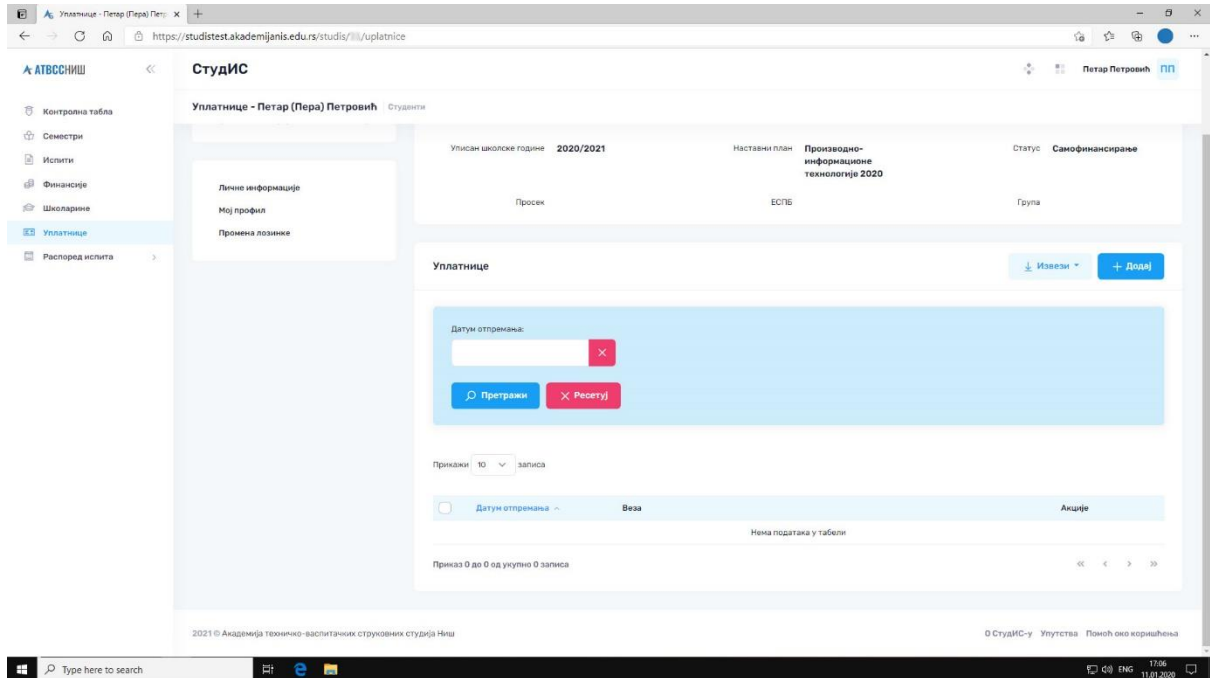 Уплатнице - Петар (Пера) Петр
https://studistest.akademijanis.edu.rs/studis/ /uplatnice
АТВССНИШ
СтудИС
Петар Петровић ПП
Уплатнице - Петар (Пера) Петровић Студенти
Контролна табла
Семестри
Испити
Финансије
Школарине
Уплатнице
Распоред испита
Личне информације
Мој профил
Промена лозинке
Уписан школске године 2020/2021
Наставни план Производно-
информационе
технологије 2020
Статус Самофинансирање
Просек ЕСПБ Група
Уплатнице
Извези
Додај
Датум отпремања:
Претражи Ресетуј
Прикажи 10 записа
Датум отпремања Веза Акције
Нема података у табели
Приказ 0 до 0 од укупно 0 записа
2021 © Академија техничко-васпитачких струковних студија Ниш
О СтудИС-у Упутства Помоћ око коришћења
Type here to search
ENG
17:06
11.01.2020